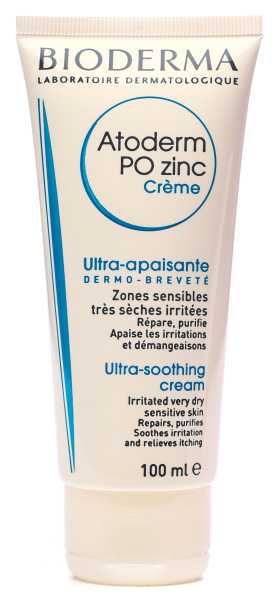 BIODERMA
LABORATOIRE DERMATOLOGIQUE
Atoderm
PO zinc
Crème
Ultra-apaisante
DERMO-BREVETÉ
Zones sensibles
très sèches irritées
Répare, purifie
Apaise les irritations
et démangeaisons
Ultra-soothing
cream
Irritated very dry
sensitive skin
Repairs, purifies
Soothes irritation
and relieves itching
100 ml e